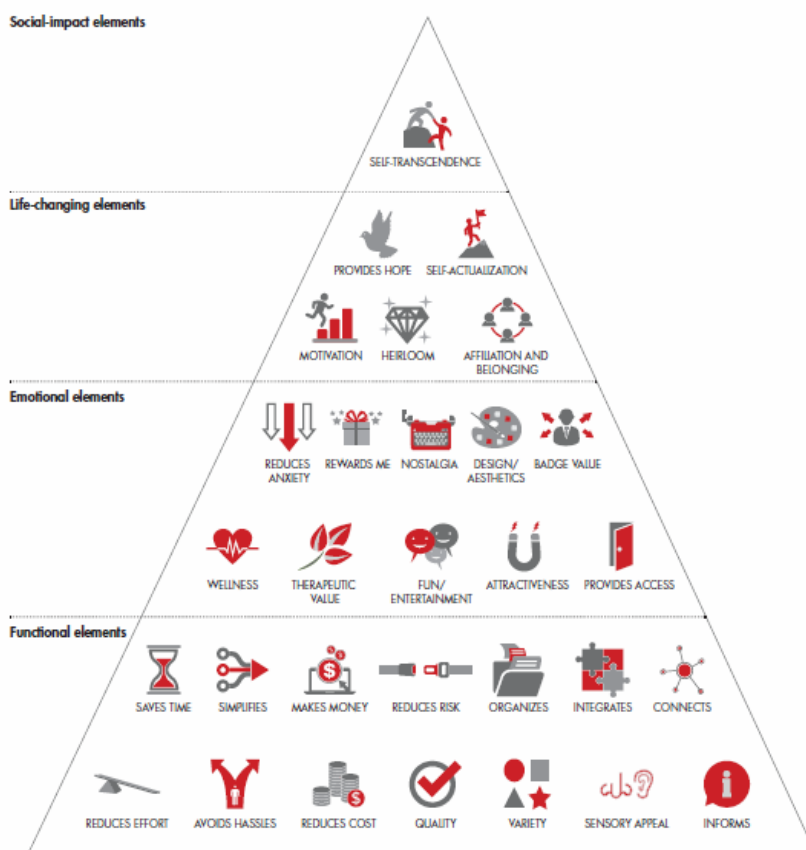 Social-impact elements
SELF-TRANSCENDENCE
Life-changing elements
PROVIDES HOPE SELF-ACTUALIZATION
MOTIVATION HEIRLOOM AFFILIATION AND
BELONGING
Emotional elements
REDUCES REWARDS ME NOSTALGIA DESIGN/ BADGE VALUE
ANXIETY AESTHETICS
WELLNESS THERAPEUTIC FUN/ ATTRACTIVENESS PROVIDES ACCESS
VALUE ENTERTAINMENT
Functional elements
SAVES TIME SIMPLIFIES MAKES MONEY REDUCES RISK ORGANIZES INTEGRATES CONNECTS
REDUCES EFFORT AVOIDS HASSLES REDUCES COST QUALITY VARIETY SENSORY APPEAL INFORMS